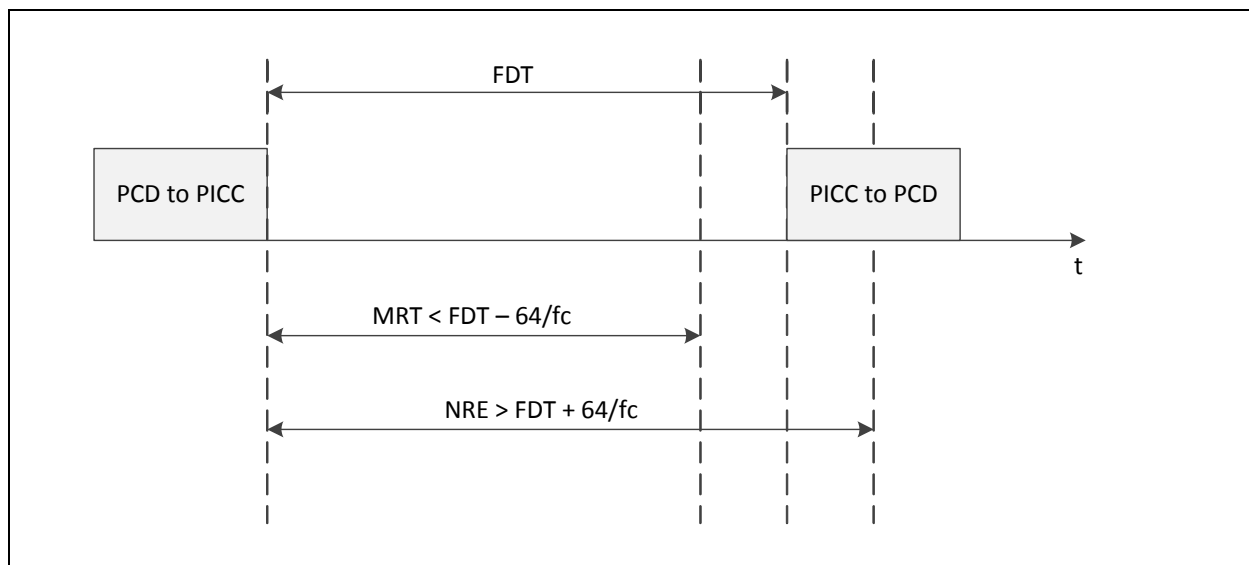 FDT
PCD to PICC
PICC to PCD
t
MRT < FDT – 64/fc
NRE > FDT + 64/fc